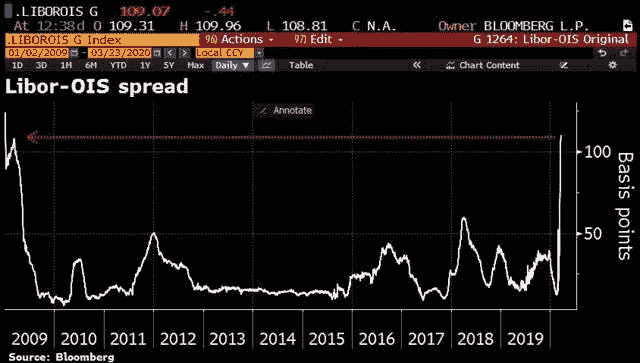 .LIBOROIS G 109.07 -.44
At 12:38d O 109.31 H 109.96 L 108.81 C N.A. Owner BLOOMBERG L.P.
.LIBOROIS G Index 96) Actions 97) Edit G 1264: Libor-OIS Original
01/02/2009 - 03/23/2020 Local CCY
1D 3D 1M 6M YTD 1Y 5Y Max Daily ▼ Table « Chart Content
Libor-OIS spread
Annotate
100
50
Basis points
2009 2010 2011 2012 2013 2014 2015 2016 2017 2018 2019
Source: Bloomberg